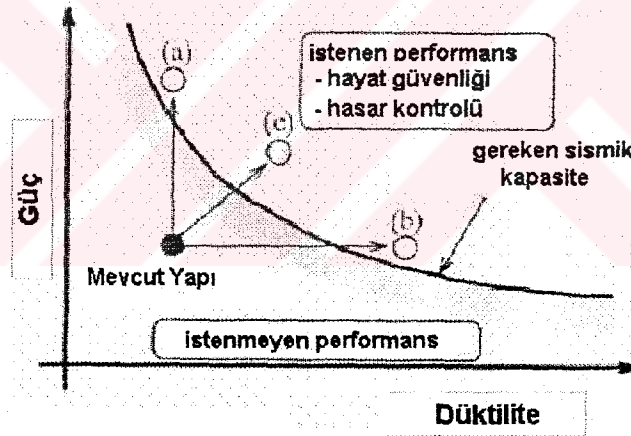 (a)
istenen performans
- hayat güvenliği
- hasar kontrolü
(c)
gereken sismik
kapasite
Güç
(b)
Mevcut Yapı
istenmeyen performans
Düktilite